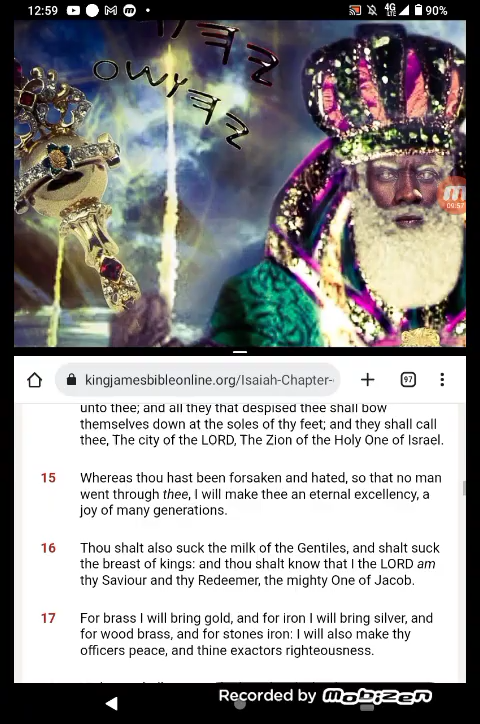 12:59
4G
LTE
90%
𐤉𐤄𐤅𐤔𐤏
09:57
kingjamesbibleonline.org/Isaiah-Chapter-
97
unto thee; and all they that despised thee shall bow
themselves down at the soles of thy feet; and they shall call
thee, The city of the LORD, The Zion of the Holy One of Israel.
15 Whereas thou hast been forsaken and hated, so that no man
went through thee, I will make thee an eternal excellency, a
joy of many generations.
16 Thou shalt also suck the milk of the Gentiles, and shalt suck
the breast of kings: and thou shalt know that I the LORD am
thy Saviour and thy Redeemer, the mighty One of Jacob.
17 For brass I will bring gold, and for iron I will bring silver, and
for wood brass, and for stones iron: I will also make thy
officers peace, and thine exactors righteousness.
Recorded by Mobizen